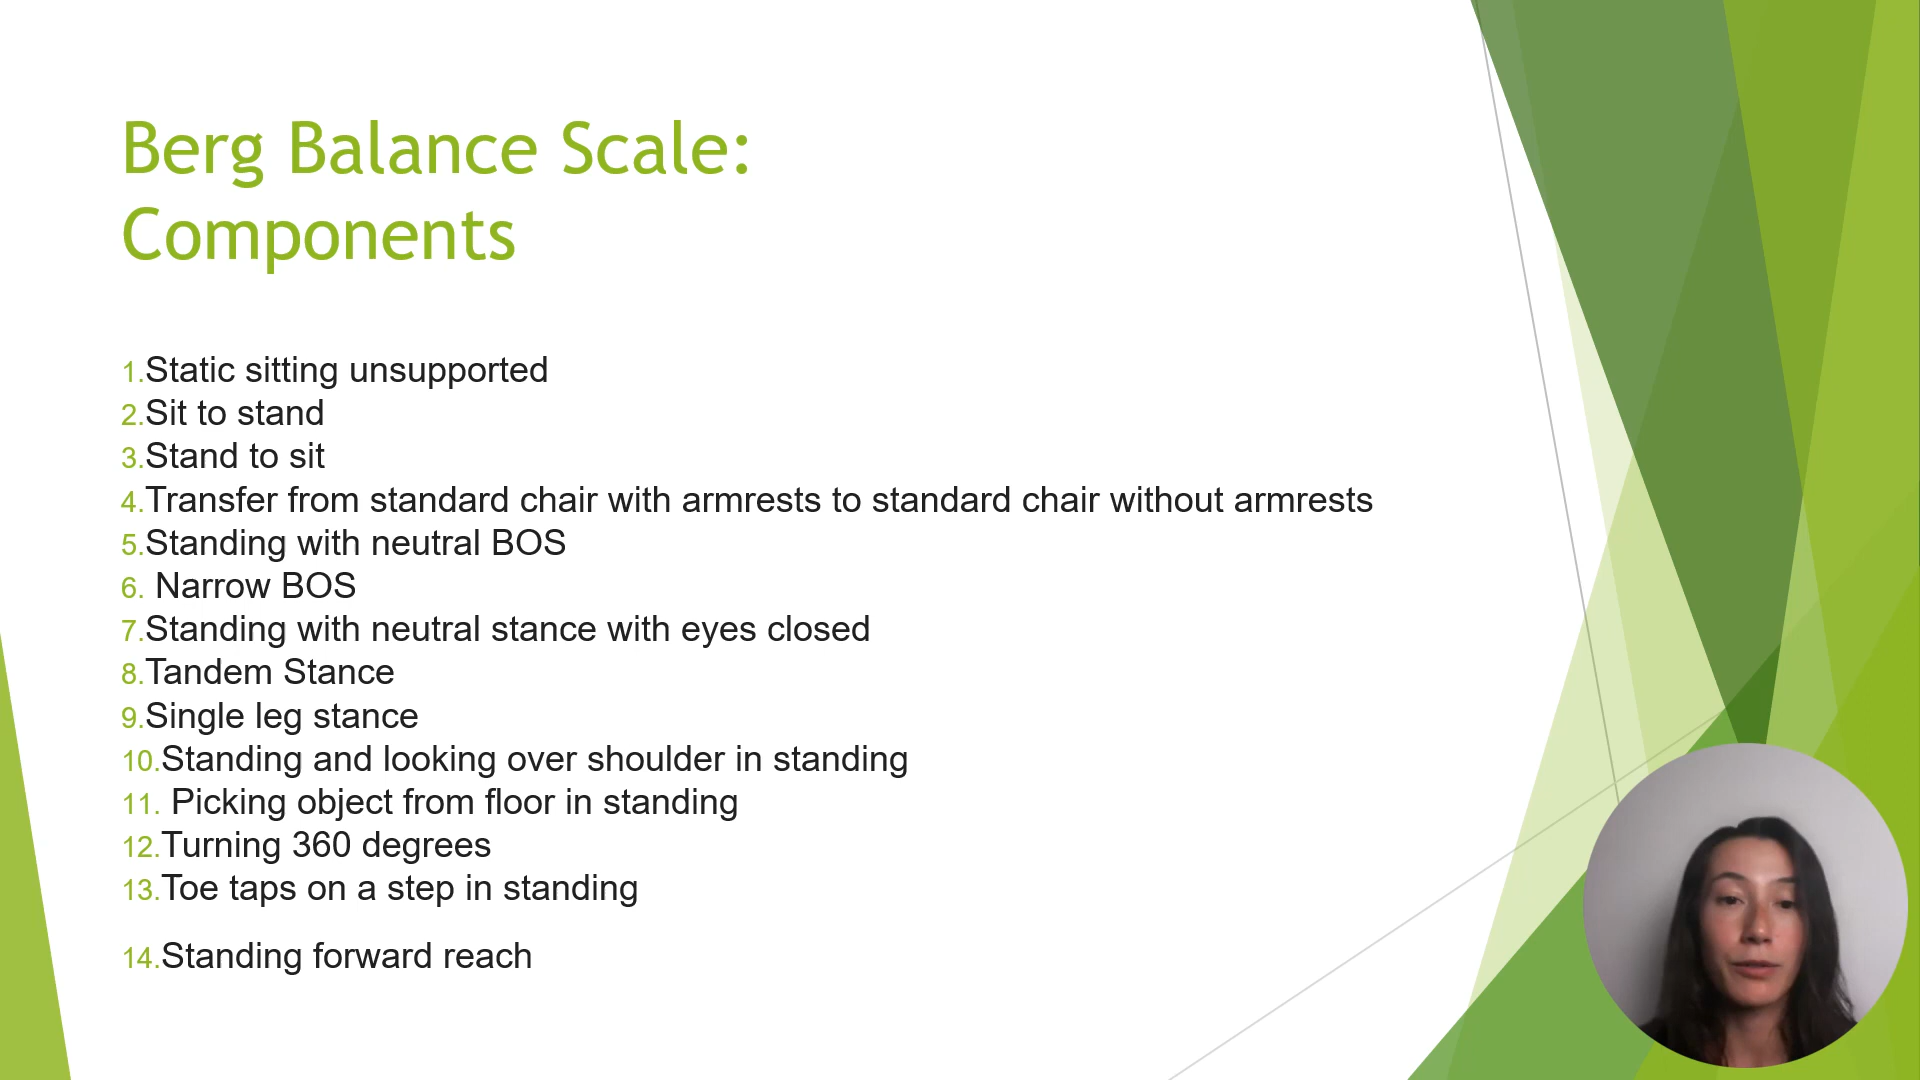 Berg Balance Scale:
Components
1.Static sitting unsupported
2.Sit to stand
3.Stand to sit
4.Transfer from standard chair with armrests to standard chair without armrests
5.Standing with neutral BOS
6. Narrow BOS
7.Standing with neutral stance with eyes closed
8.Tandem Stance
9.Single leg stance
10.Standing and looking over shoulder in standing
11. Picking object from floor in standing
12.Turning 360 degrees
13.Toe taps on a step in standing
14.Standing forward reach